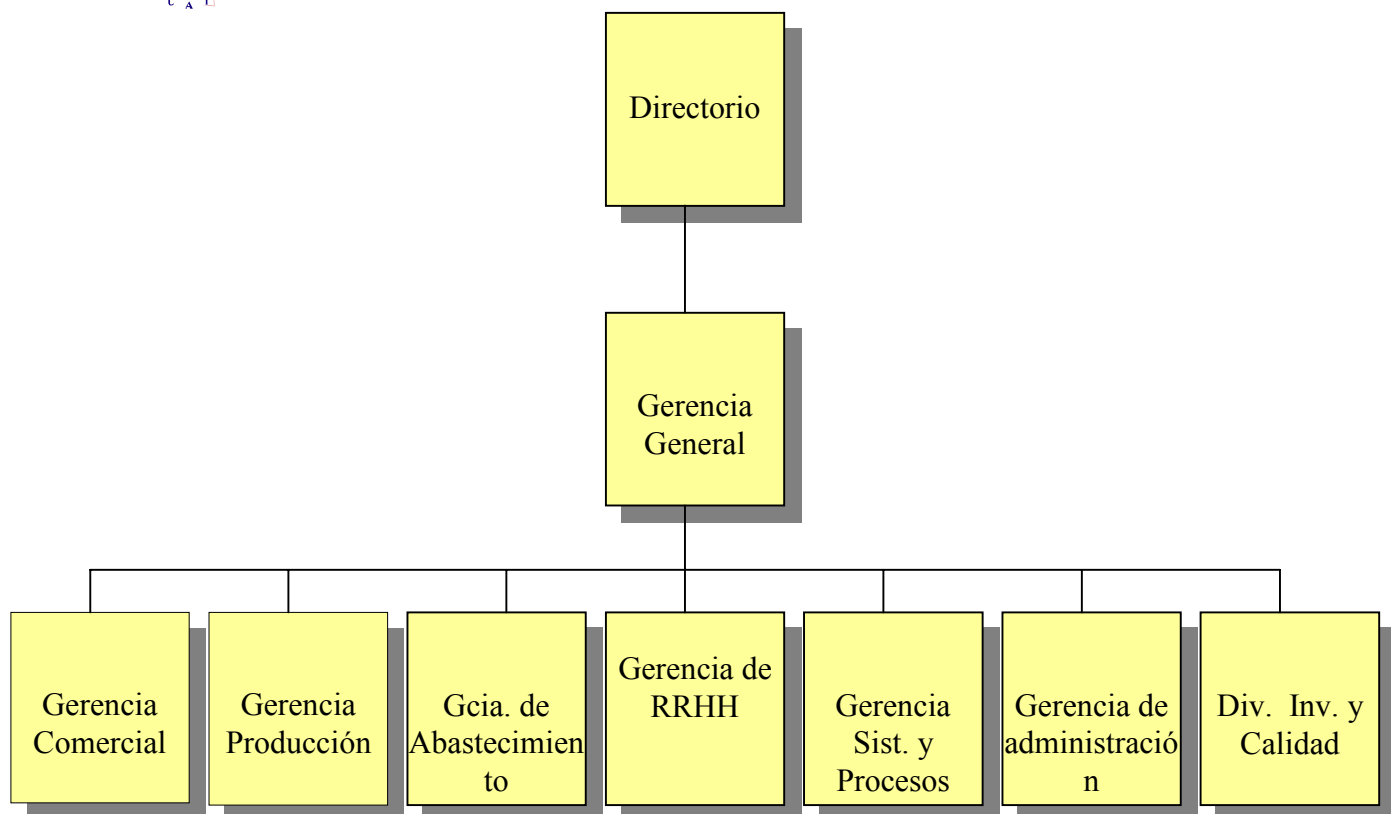 Directorio
Gerencia
General
Gerencia
Comercial
Gerencia
Producción
Gcia. de
Abastecimien
to
Gerencia de
RRHH
Gerencia
Sist. y
Procesos
Gerencia de
administració
n
Div. Inv. y
Calidad